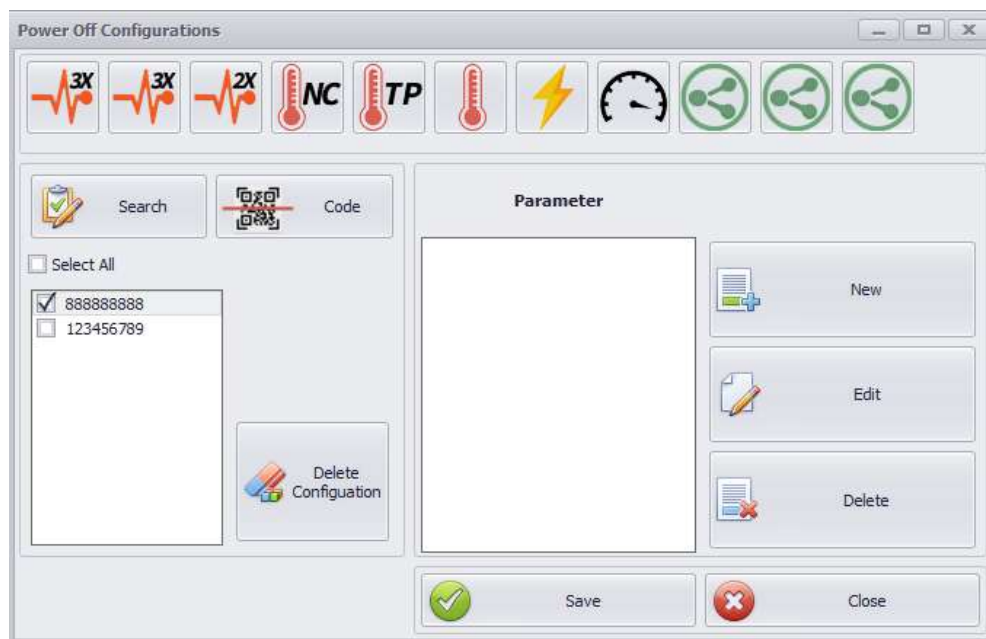 Power Off Configurations
3X
3X
2X
NC
TP
Search
Code
Parameter
Select All
888888888
123456789
New
Edit
Delete
Configuation
Delete
Save
Close